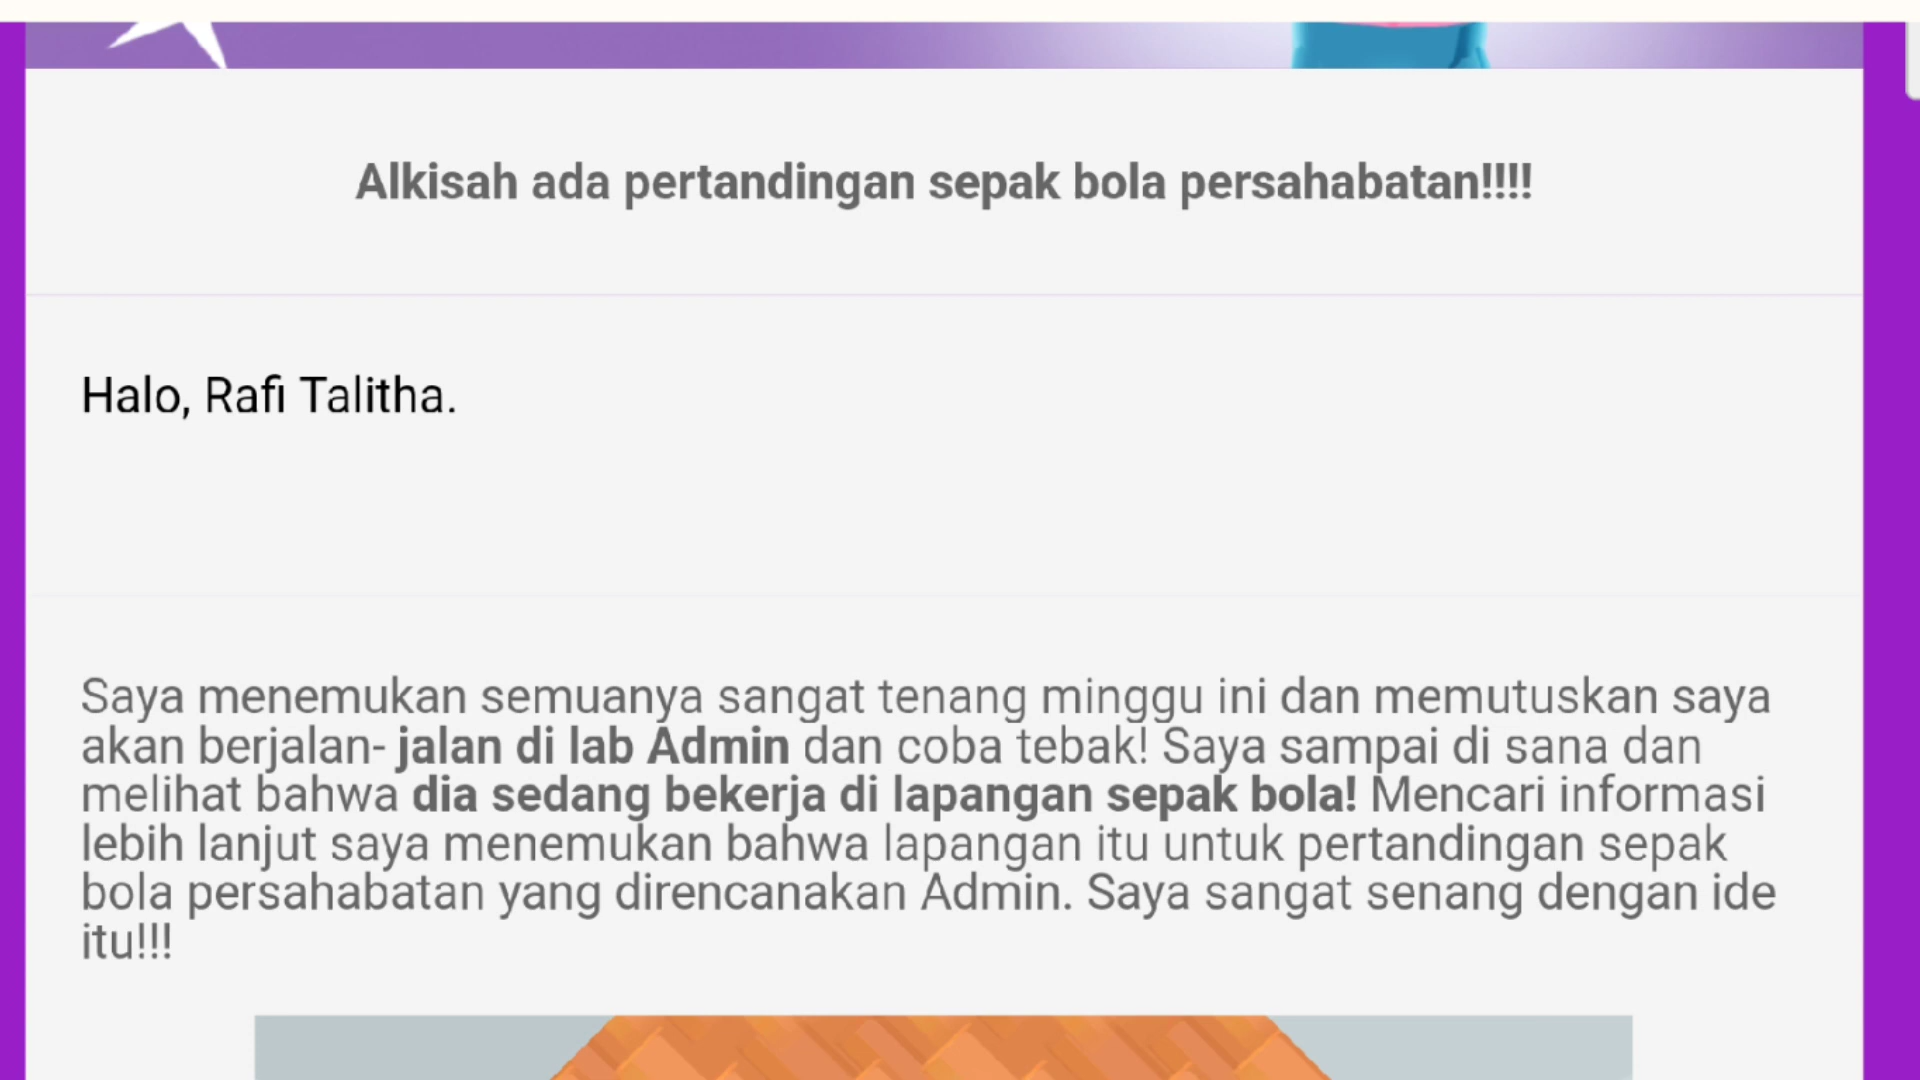 Alkisah ada pertandingan sepak bola persahabatan!!!!
Halo, Rafi Talitha.
Saya menemukan semuanya sangat tenang minggu ini dan memutuskan saya
akan berjalan- jalan di lab Admin dan coba tebak! Saya sampai di sana dan
melihat bahwa dia sedang bekerja di lapangan sepak bola! Mencari informasi
lebih lanjut saya menemukan bahwa lapangan itu untuk pertandingan sepak
bola persahabatan yang direncanakan Admin. Saya sangat senang dengan ide
itu!!!